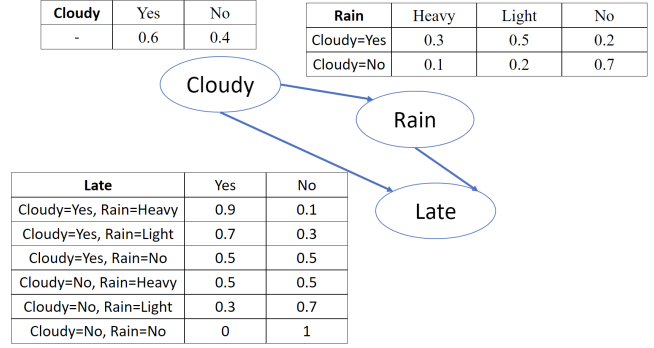 Cloudy Yes No
- 0.6 0.4
Rain Heavy Light No
Cloudy=Yes 0.3 0.5 0.2
Cloudy=No 0.1 0.2 0.7
Cloudy
Rain
Late
Late Yes No
Cloudy=Yes, Rain=Heavy 0.9 0.1
Cloudy=Yes, Rain=Light 0.7 0.3
Cloudy=Yes, Rain=No 0.5 0.5
Cloudy=No, Rain=Heavy 0.5 0.5
Cloudy=No, Rain=Light 0.3 0.7
Cloudy=No, Rain=No 0 1